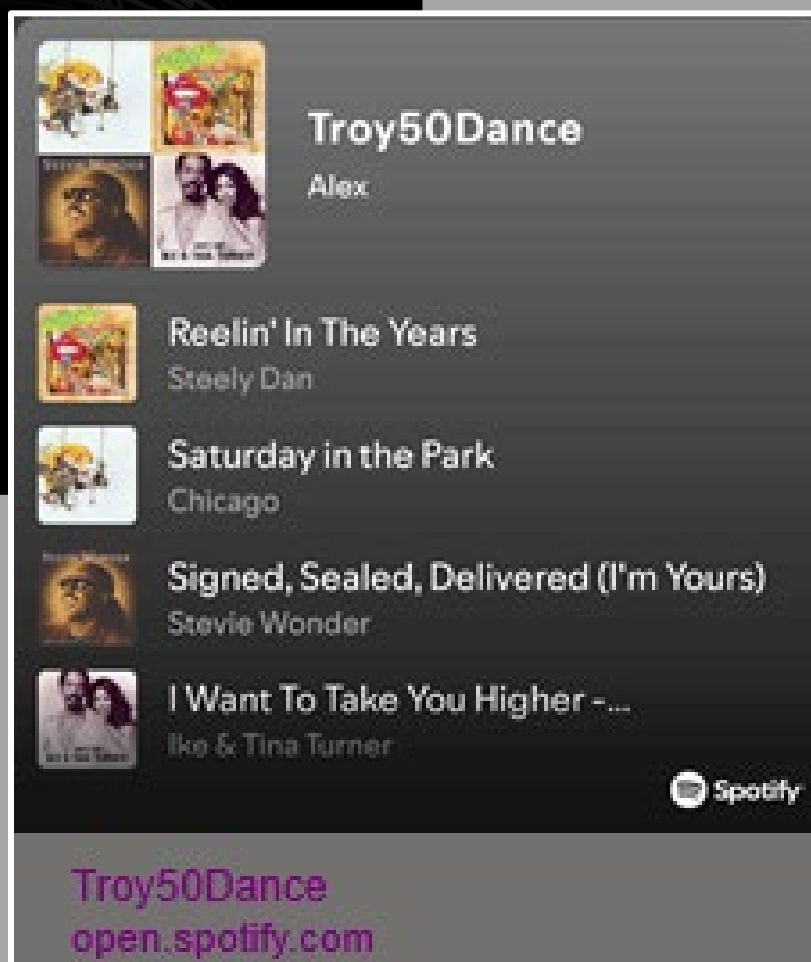 Troy50Dance
Alex
Reelin' In The Years
Steely Dan
Saturday in the Park
Chicago
Signed, Sealed, Delivered (I'm Yours)
Stevie Wonder
I Want To Take You Higher -...
Ike & Tina Turner
Spotify
Troy50Dance
open.spotify.com